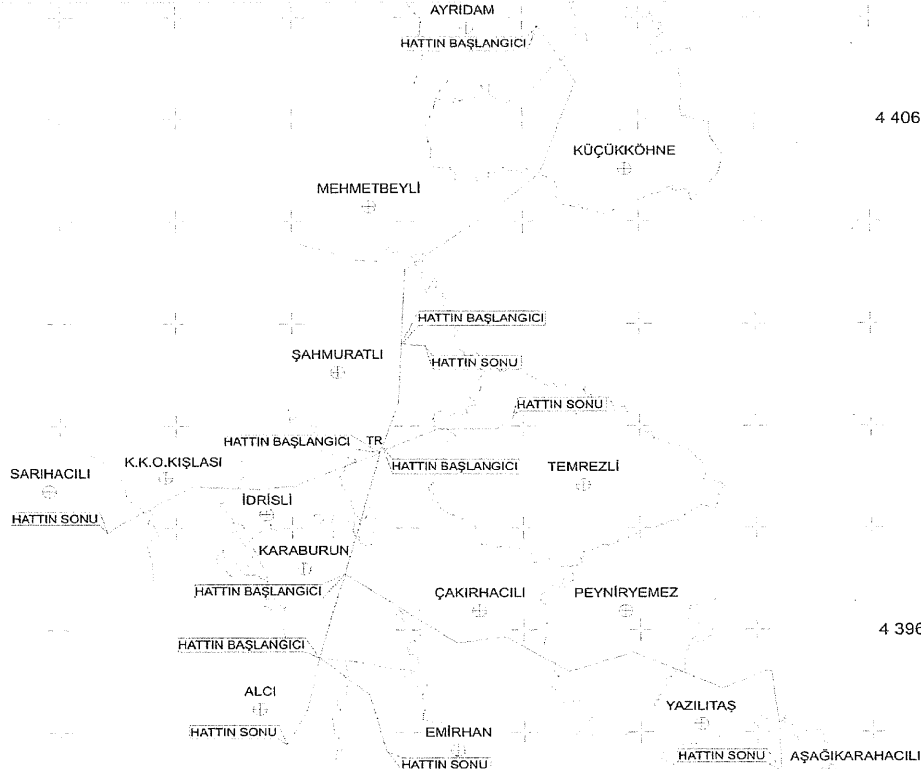 AYRIDAM
HATTIN BAŞLANGICI
4 406
KÜÇÜKKÖHNE
MEHMETBEYLİ
HATTIN BAŞLANGICI
ŞAHMURATLI
HATTIN SONU
HATTIN SONU
HATTIN BAŞLANGICI
TR
SARIHACILI
K.K.O.KIŞLASI
HATTIN BAŞLANGICI
TEMREZLİ
İDRİSLİ
HATTIN SONU
KARABURUN
HATTIN BAŞLANGICI
ÇAKIRHACILI
PEYNİRYEMEZ
4 396
HATTIN BAŞLANGICI
ALCI
YAZILITAŞ
HATTIN SONU
EMİRHAN
HATTIN SONU
AŞAĞIKARAHACILI
HATTIN SONU